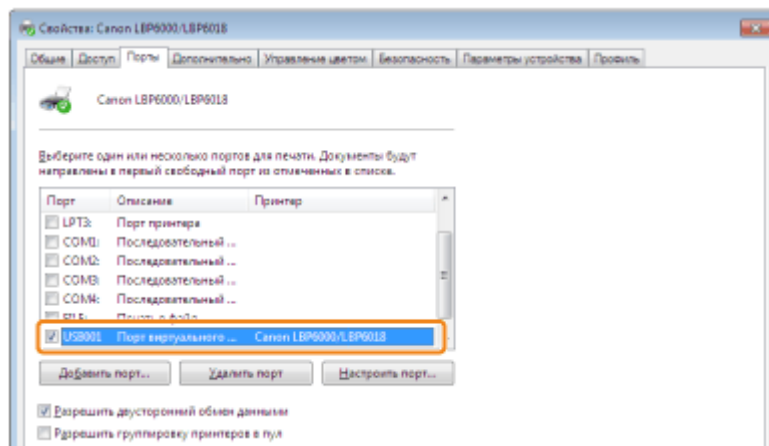 Свойства: Canon LBP6000/LBP6018
Общие Доступ Порты Дополнительно Управление цветом Безопасность Параметры устройства Профиль
Canon LBP6000/LBP6018
Выберите один или несколько портов для печати. Документы будут
направлены в первый свободный порт из отмеченных в списке.
Порт Описание Принтер
LPT3: Порт принтера
COM1: Последовательный ...
COM2: Последовательный ...
COM3: Последовательный ...
COM4: Последовательный ...
FILE: Печать в файл
USB001 Порт виртуального ... Canon LBP6000/LBP6018
Добавить порт... Удалить порт Настроить порт...
Разрешить двусторонний обмен данными
Разрешить группировку принтеров в пул